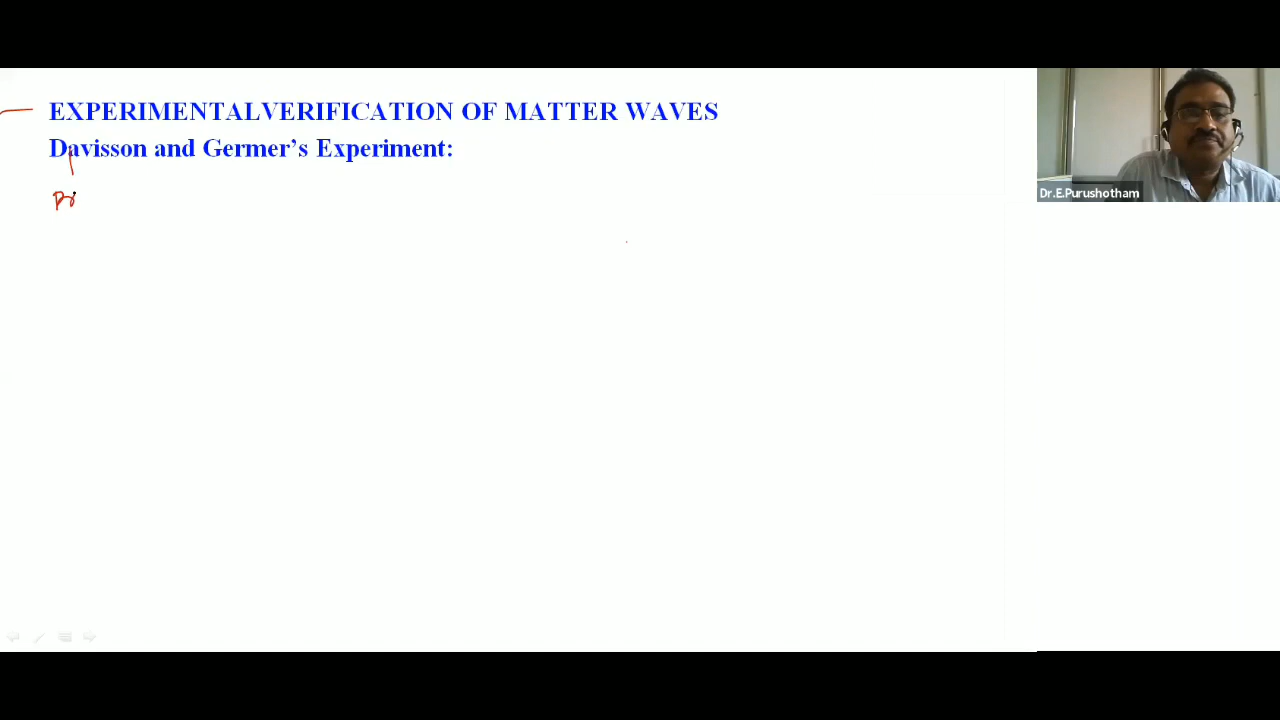 EXPERIMENTALVERIFICATION OF MATTER WAVES
Davisson and Germer’s Experiment:
Dr.E.Purushotham